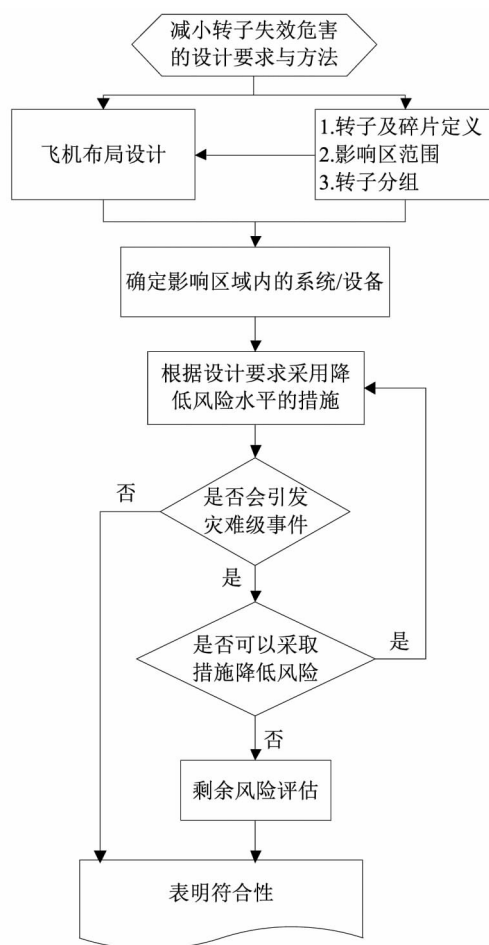 减小转子失效危害
的设计要求与方法
飞机布局设计
1.转子及碎片定义
2.影响区范围
3.转子分组
确定影响区域内的系统/设备
根据设计要求采用降
低风险水平的措施
否
是否会引发
灾难级事件
是
是否可以采取
措施降低风险
是
否
剩余风险评估
表明符合性